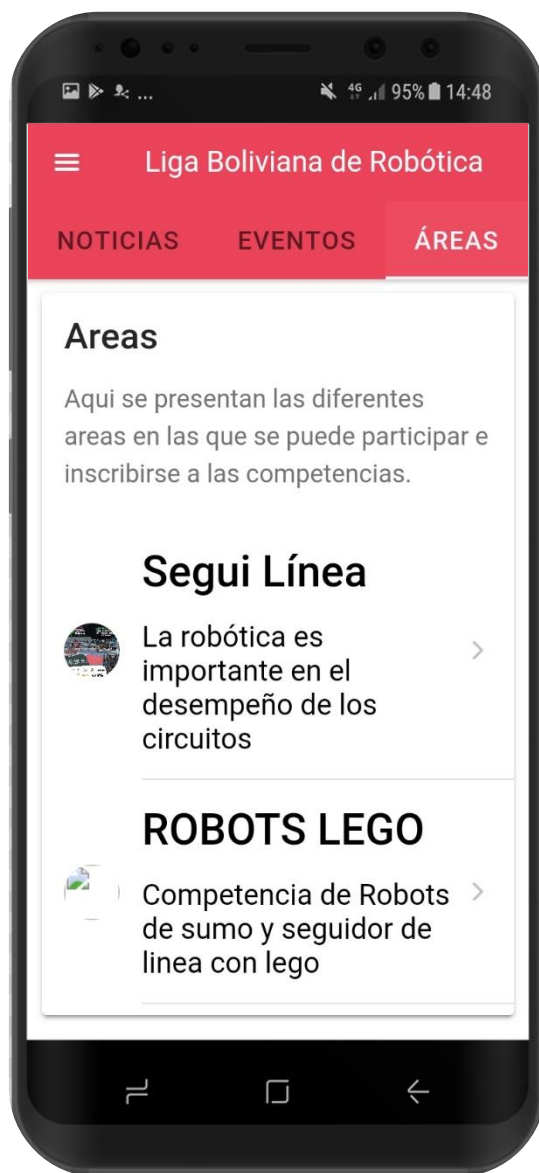 ... 4G 95% 14:48
Liga Boliviana de Robótica
NOTICIAS EVENTOS ÁREAS
Areas
Aqui se presentan las diferentes
areas en las que se puede participar e
inscribirse a las competencias.
Segui Línea
La robótica es
importante en el
desempeño de los
circuitos
ROBOTS LEGO
Competencia de Robots
de sumo y seguidor de
linea con lego